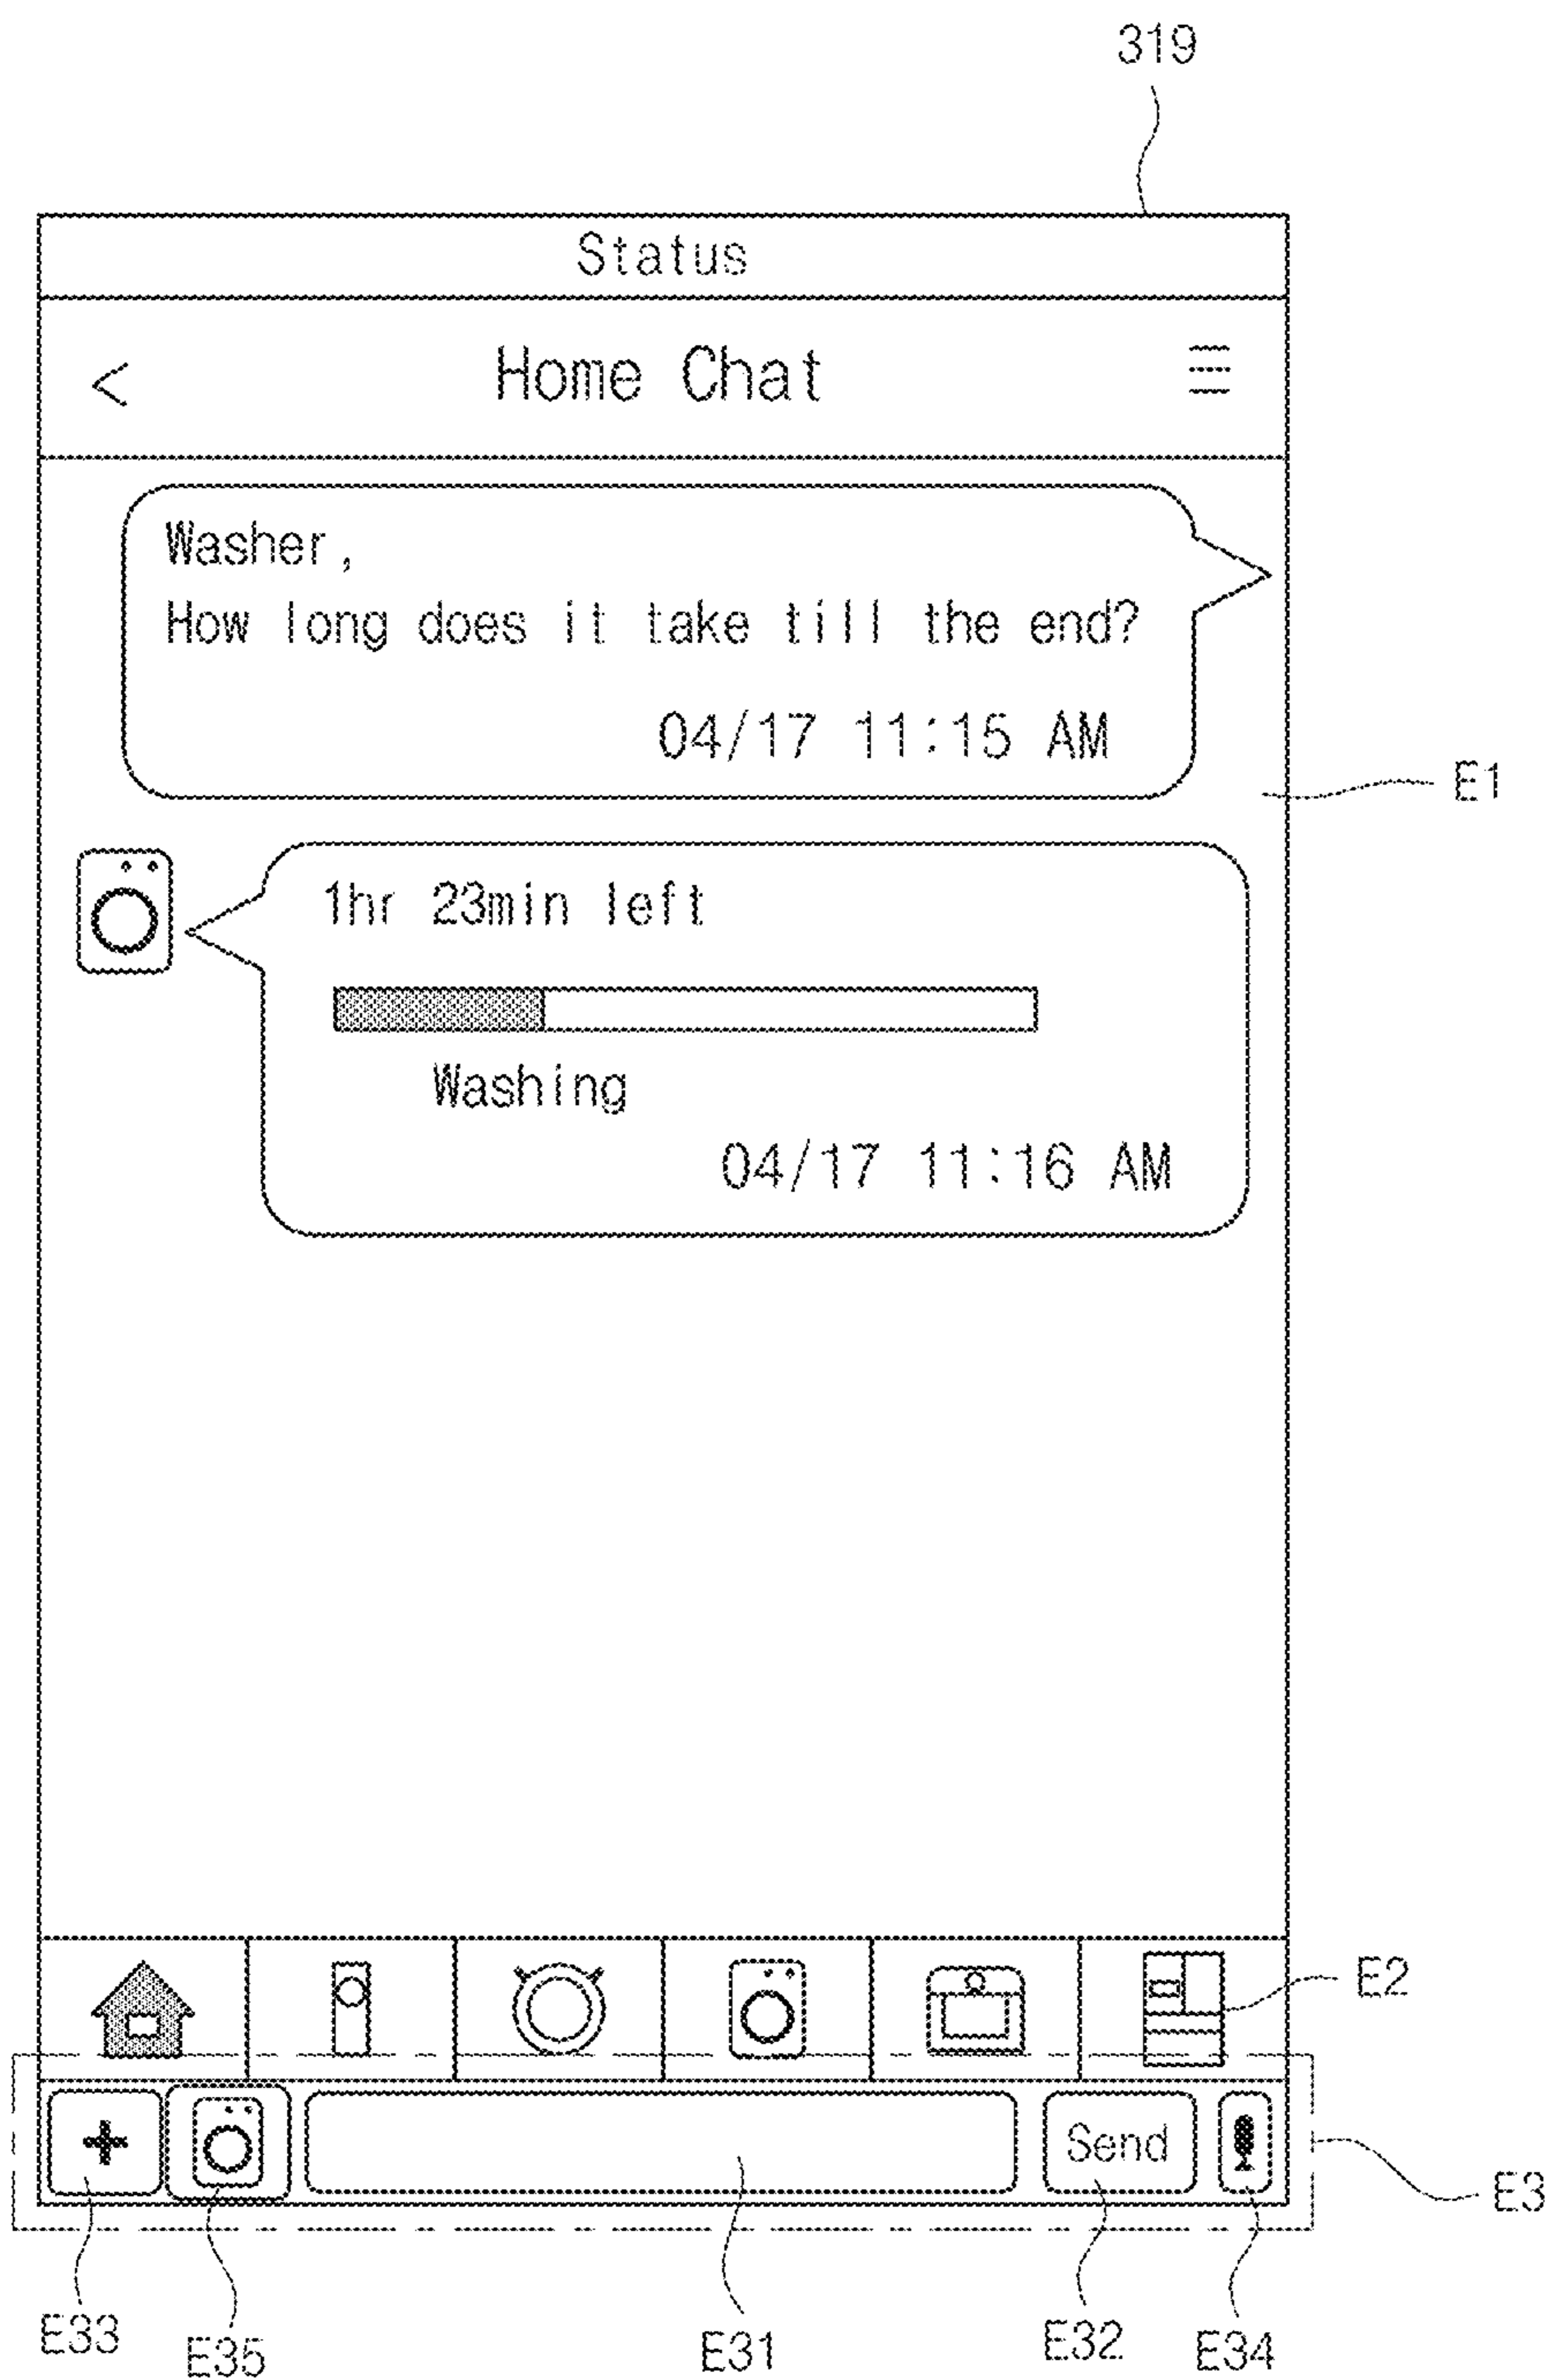 319
Status
< Home Chat
Washer,
How long does it take till the end?
04/17 11:15 AM
E1
1hr 23min left
Washing
04/17 11:16 AM
E2
+ Send
E3
E33 E35 E31 E32 E34